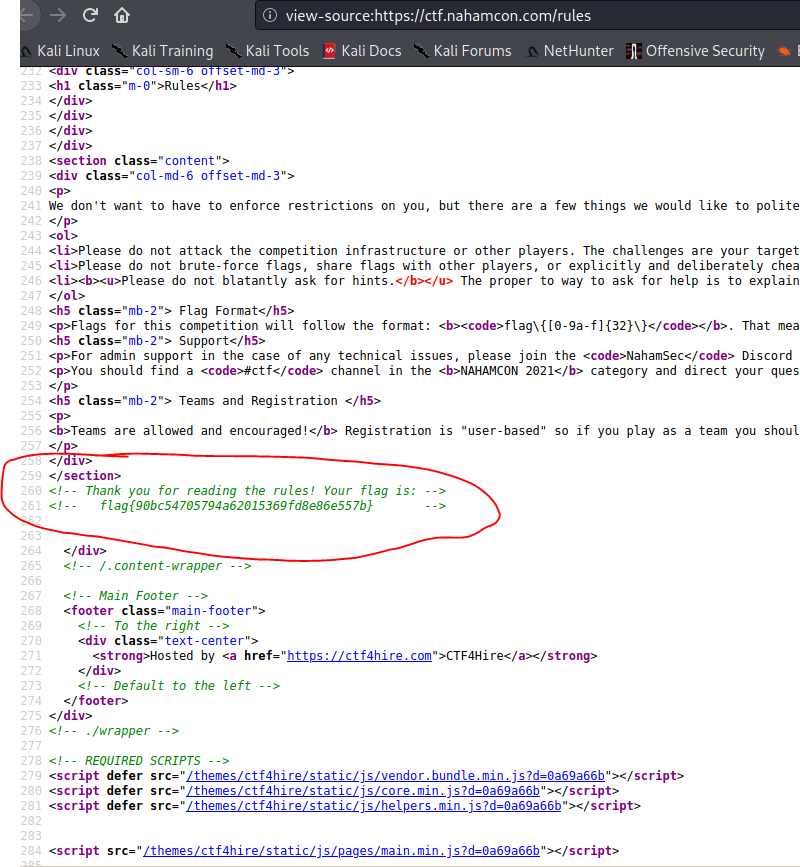 view-source:https://ctf.nahamcon.com/rules
Kali Linux Kali Training Kali Tools Kali Docs Kali Forums NetHunter Offensive Security
232 <div class="col-sm-6 offset-md-3">
233 <h1 class="m-0">Rules</h1>
234 </div>
235 </div>
236 </div>
237 </div>
238 <section class="content">
239 <div class="col-md-6 offset-md-3">
240 <p>
241 We don't want to have to enforce restrictions on you, but there are a few things we would like to polite
242 </p>
243 <ol>
244 <li>Please do not attack the competition infrastructure or other players. The challenges are your target
245 <li>Please do not brute-force flags, share flags with other players, or explicitly and deliberately chea
246 <li><b><u>Please do not blatantly ask for hints.</b></u> The proper to way to ask for help is to explain
247 </ol>
248 <h5 class="mb-2"> Flag Format</h5>
249 <p>Flags for this competition will follow the format: <b><code>flag\{[0-9a-f]{32}\}</code></b>. That mea
250 <h5 class="mb-2"> Support</h5>
251 <p>For admin support in the case of any technical issues, please join the <code>NahamSec</code> Discord
252 <p>You should find a <code>#ctf</code> channel in the <b>NAHAMCON 2021</b> category and direct your ques
253 </p>
254 <h5 class="mb-2"> Teams and Registration </h5>
255 <p>
256 <b>Teams are allowed and encouraged!</b> Registration is "user-based" so if you play as a team you shoul
257 </p>
258 </div>
259 </section>
260 <!-- Thank you for reading the rules! Your flag is: -->
261 <!--   flag{90bc54705794a62015369fd8e86e557b}       -->
262
263
264   </div>
265   <!-- /.content-wrapper -->
266
267   <!-- Main Footer -->
268   <footer class="main-footer">
269     <!-- To the right -->
270     <div class="text-center">
271       <strong>Hosted by <a href="https://ctf4hire.com">CTF4Hire</a></strong>
272     </div>
273     <!-- Default to the left -->
274   </footer>
275 </div>
276 <!-- ./wrapper -->
277
278 <!-- REQUIRED SCRIPTS -->
279 <script defer src="/themes/ctf4hire/static/js/vendor.bundle.min.js?d=0a69a66b"></script>
280 <script defer src="/themes/ctf4hire/static/js/core.min.js?d=0a69a66b"></script>
281 <script defer src="/themes/ctf4hire/static/js/helpers.min.js?d=0a69a66b"></script>
282
283
284 <script src="/themes/ctf4hire/static/js/pages/main.min.js?d=0a69a66b"></script>